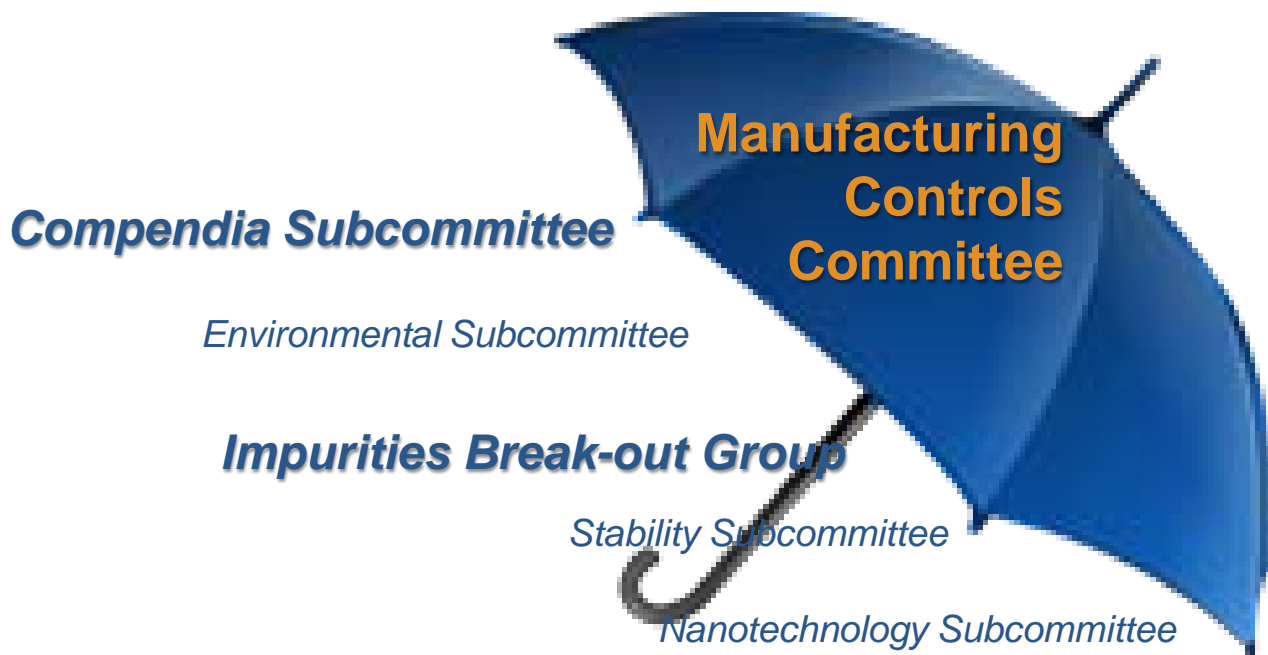 Manufacturing
Controls
Committee
Compendia Subcommittee
Environmental Subcommittee
Impurities Break-out Group
Stability Subcommittee
Nanotechnology Subcommittee